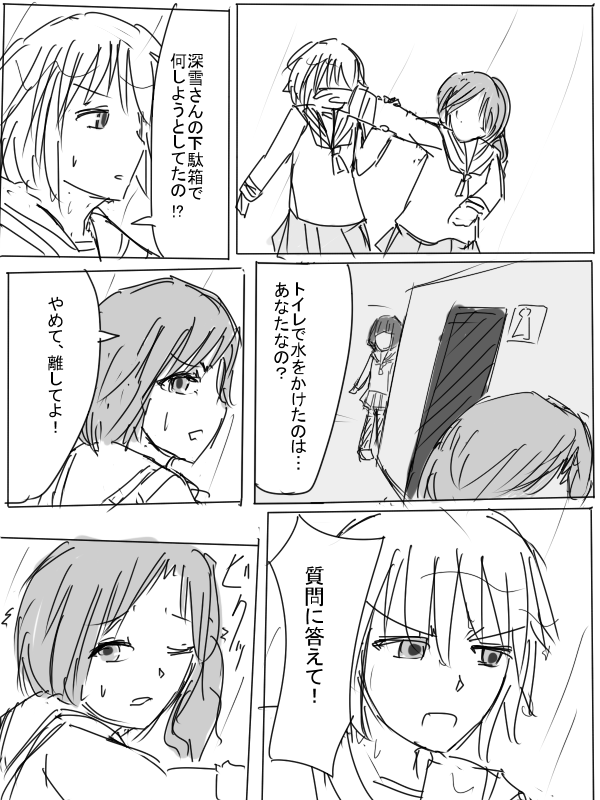 深雪さんの下駄箱で
何しようとしてたの!?
トイレで水をかけたのは…
あなたなの?
やめて、離してよ!
質問に答えて!
ビクッ